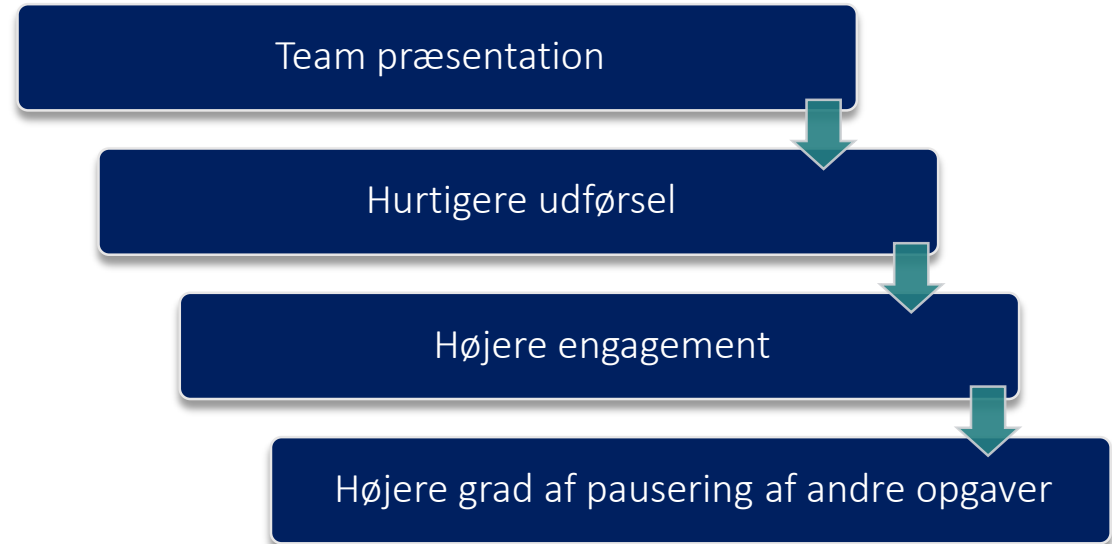 Team præsentation
Hurtigere udførsel
Højere engagement
Højere grad af pausering af andre opgaver